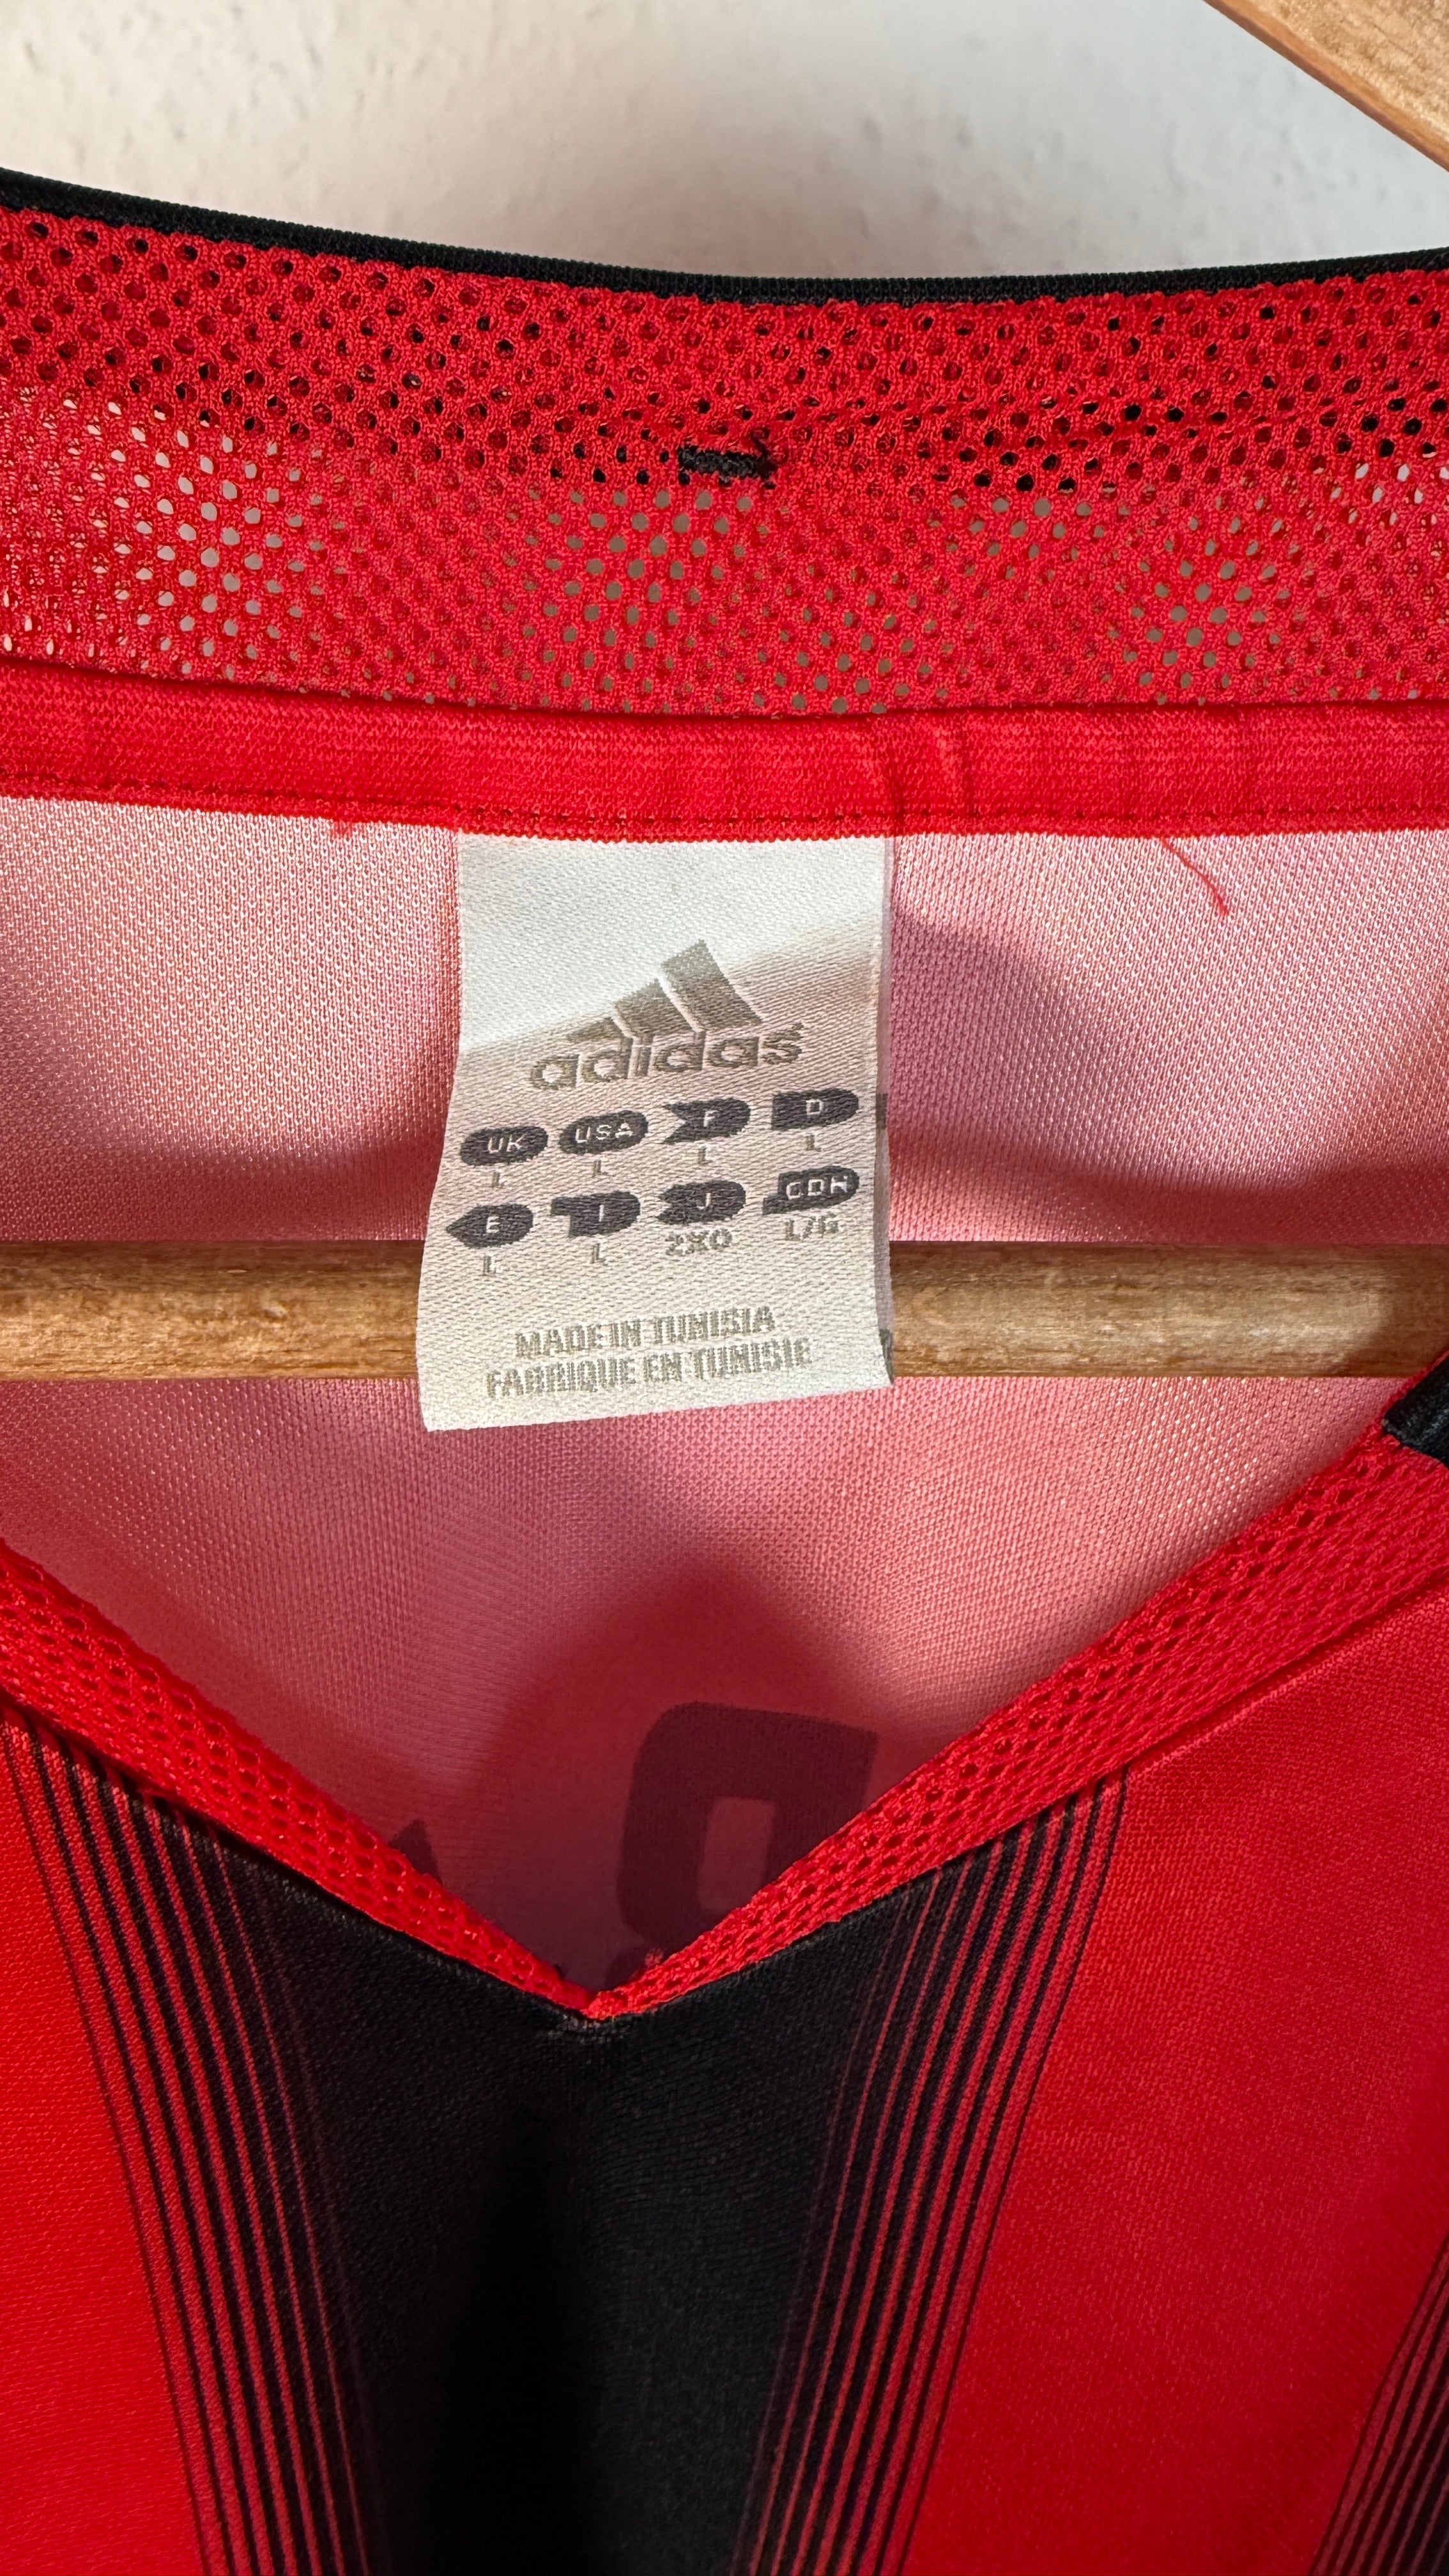 adidas
UK USA F D
L L L L
E I J CDN
L L 2XO L/G
MADE IN TUNISIA
FABRIQUE EN TUNISIE